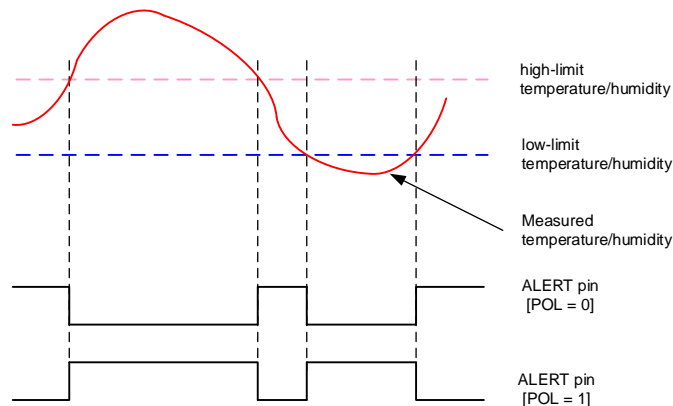 high-limit
temperature/humidity
low-limit
temperature/humidity
Measured
temperature/humidity
ALERT pin
[POL = 0]
ALERT pin
[POL = 1]